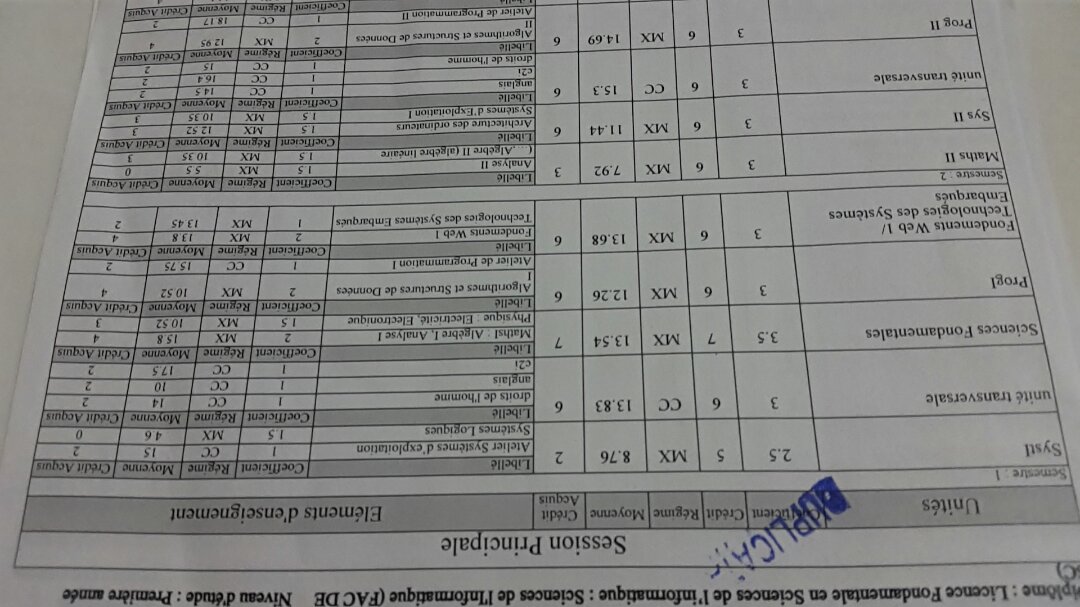 Diplôme : Licence Fondamentale en Sciences de l'informatique : Sciences de l'Informatique (FAC DE Niveau d'étude : Première année
SC)
DUPLICATA
Session Principale
Unités Coefficient Crédit Régime Moyenne Crédit Acquis Eléments d'enseignement
Semestre : 1
SystI 2.5 5 MX 8.76 2
Libellé Coefficient Régime Moyenne Crédit Acquis
Atelier Systèmes d'exploitation 1 CC 15 2
Systèmes Logiques 1.5 MX 4.6 0
unité transversale 3 6 CC 13.83 6
Libellé Coefficient Régime Moyenne Crédit Acquis
droits de l'homme 1 CC 14 2
anglais 1 CC 10 2
c2i 1 CC 17.5 2
Sciences Fondamentales 3.5 7 MX 13.54 7
Libellé Coefficient Régime Moyenne Crédit Acquis
MathsI : Algèbre I, Analyse I 2 MX 15.8 4
Physique : Electricité, Electronique 1.5 MX 10.52 3
ProgI 3 6 MX 12.26 6
Libellé Coefficient Régime Moyenne Crédit Acquis
Algorithmes et Structures de Données 2 MX 10.52 4
I
Atelier de Programmation I 1 CC 15.75 2
Fondements Web 1/ 3 6 MX 13.68 6
Technologies des Systèmes
Embarqués
Libellé Coefficient Régime Moyenne Crédit Acquis
Fondements Web 1 2 MX 13.8 4
Technologies des Systèmes Embarqués 1 MX 13.45 2
Semestre : 2
Maths II 3 6 MX 7.92 3
Libellé Coefficient Régime Moyenne Crédit Acquis
Analyse II 1.5 MX 5.5 0
(...,Algèbre II (algèbre linéaire 1.5 MX 10.35 3
Sys II 3 6 MX 11.44 6
Libellé Coefficient Régime Moyenne Crédit Acquis
Architecture des ordinateurs 1.5 MX 12.52 3
Systèmes d'Exploitation I 1.5 MX 10.35 3
unité transversale 3 6 CC 15.3 6
Libellé Coefficient Régime Moyenne Crédit Acquis
anglais 1 CC 14.5 2
c2i 1 CC 16.4 2
droits de l'homme 1 CC 15 2
Prog II 3 6 MX 14.69 6
Libellé Coefficient Régime Moyenne Crédit Acquis
Algorithmes et Structures de Données 2 MX 12.95 4
II
Atelier de Programmation II 1 CC 18.17 2
Libellé Coefficient Régime Moyenne Crédit Acquis